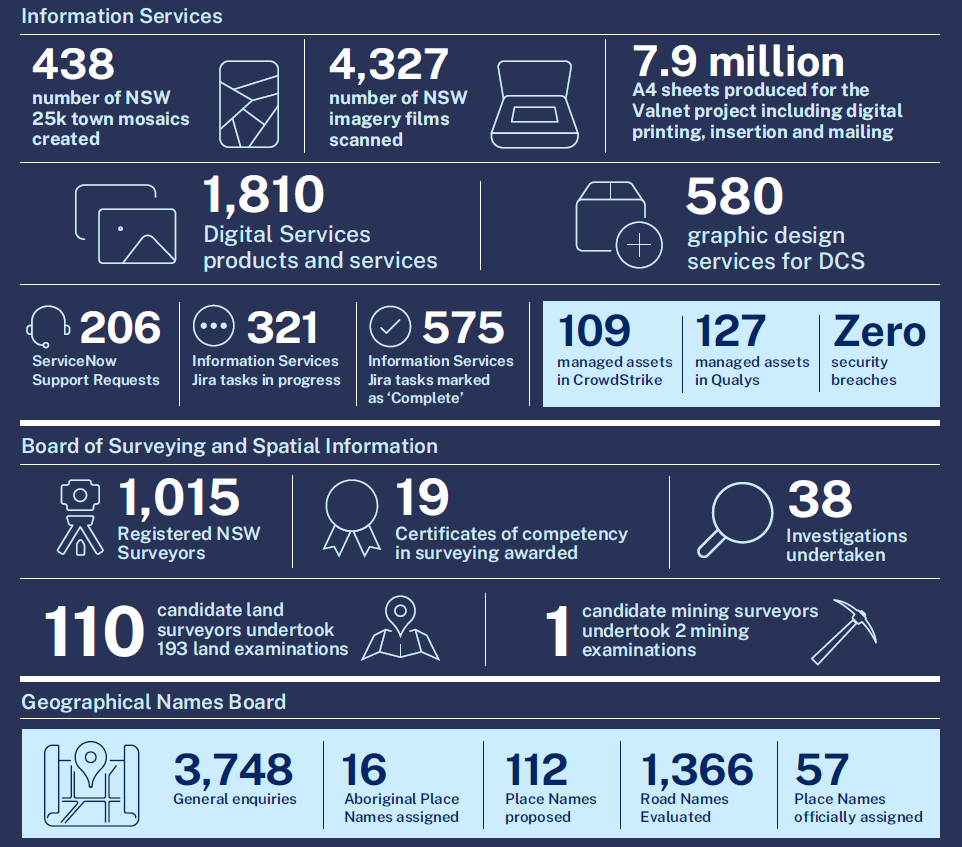 Information Services
438
number of NSW
25k town mosaics
created
4,327
number of NSW
imagery films
scanned
7.9 million
A4 sheets produced for the
Valnet project including digital
printing, insertion and mailing
1,810
Digital Services
products and services
580
graphic design
services for DCS
206
ServiceNow
Support Requests
321
Information Services
Jira tasks in progress
575
Information Services
Jira tasks marked
as ‘Complete’
109
managed assets
in CrowdStrike
127
managed assets
in Qualys
Zero
security
breaches
Board of Surveying and Spatial Information
1,015
Registered NSW
Surveyors
19
Certificates of competency
in surveying awarded
38
Investigations
undertaken
110
candidate land
surveyors undertook
193 land examinations
1
candidate mining surveyors
undertook 2 mining
examinations
Geographical Names Board
3,748
General enquiries
16
Aboriginal Place
Names assigned
112
Place Names
proposed
1,366
Road Names
Evaluated
57
Place Names
officially assigned